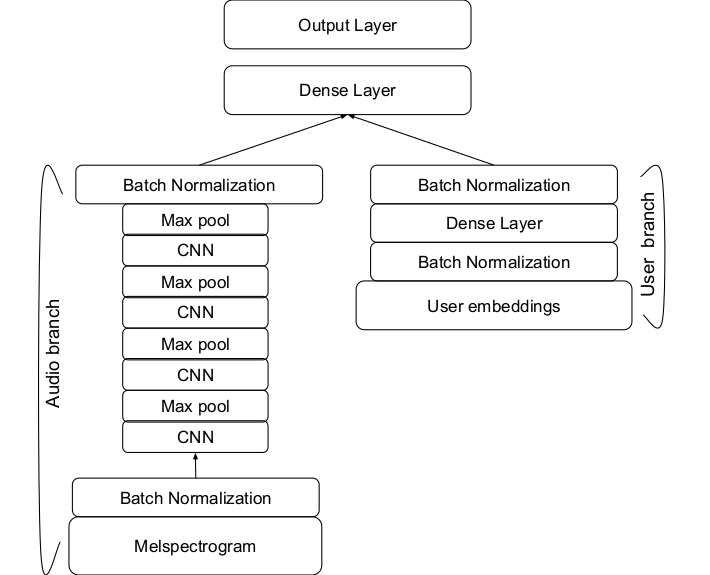 Output Layer
Dense Layer
Batch Normalization
Max pool
CNN
Max pool
CNN
Max pool
CNN
Max pool
CNN
Batch Normalization
Melspectrogram
Audio branch
Batch Normalization
Dense Layer
Batch Normalization
User embeddings
User branch